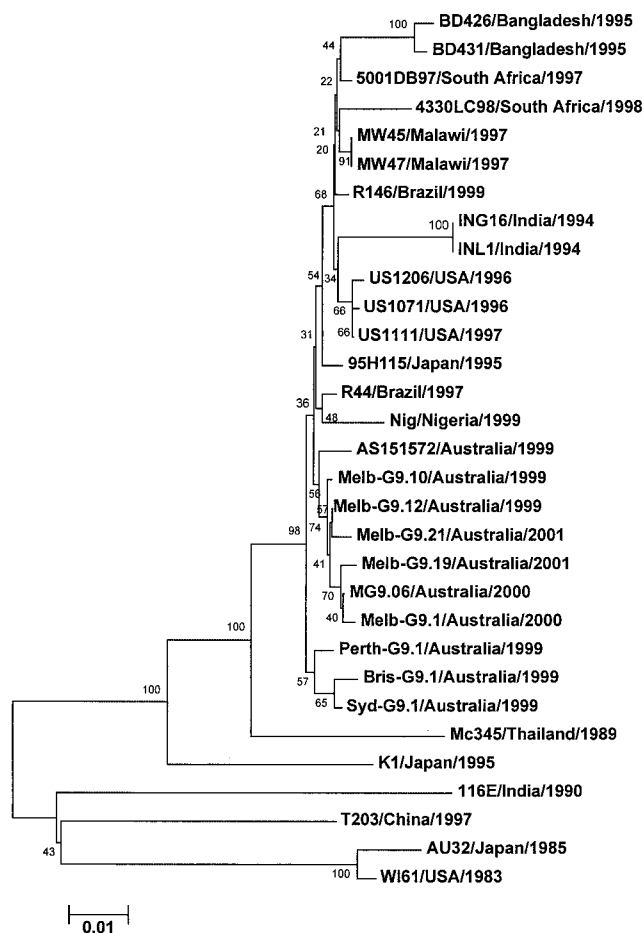 100 BD426/Bangladesh/1995
44
BD431/Bangladesh/1995
22 5001DB97/South Africa/1997
4330LC98/South Africa/1998
21 MW45/Malawi/1997
20
91 MW47/Malawi/1997
68 R146/Brazil/1999
100 ING16/India/1994
INL1/India/1994
54 34 US1206/USA/1996
66 US1071/USA/1996
31 66 US1111/USA/1997
95H115/Japan/1995
R44/Brazil/1997
36 48 Nig/Nigeria/1999
AS151572/Australia/1999
56 Melb-G9.10/Australia/1999
57 Melb-G9.12/Australia/1999
98 74 Melb-G9.21/Australia/2001
41 Melb-G9.19/Australia/2001
70 MG9.06/Australia/2000
40 Melb-G9.1/Australia/2000
100
Perth-G9.1/Australia/1999
57 Bris-G9.1/Australia/1999
100 65 Syd-G9.1/Australia/1999
Mc345/Thailand/1989
K1/Japan/1995
116E/India/1990
T203/China/1997
43 AU32/Japan/1985
100 WI61/USA/1983
0.01